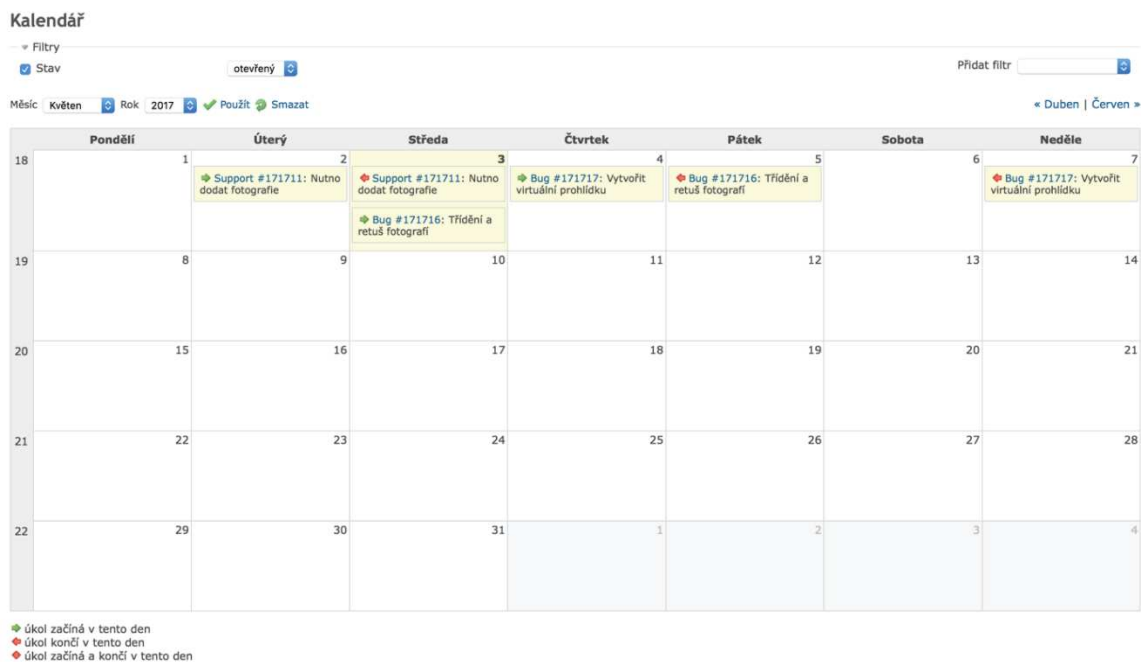 Kalendář
Filtry
Stav otevřený Přidat filtr
Měsíc Květen Rok 2017 Použít Smazat « Duben | Červen »
Pondělí Úterý Středa Čtvrtek Pátek Sobota Neděle
18 1 2 3 4 5 6 7
Support #171711: Nutno dodat fotografie
Support #171711: Nutno dodat fotografie
Bug #171716: Třídění a retuš fotografí
Bug #171717: Vytvořit virtuální prohlídku
Bug #171716: Třídění a retuš fotografí
Bug #171717: Vytvořit virtuální prohlídku
19 8 9 10 11 12 13 14
20 15 16 17 18 19 20 21
21 22 23 24 25 26 27 28
22 29 30 31 1 2 3 4
úkol začíná v tento den
úkol končí v tento den
úkol začíná a končí v tento den